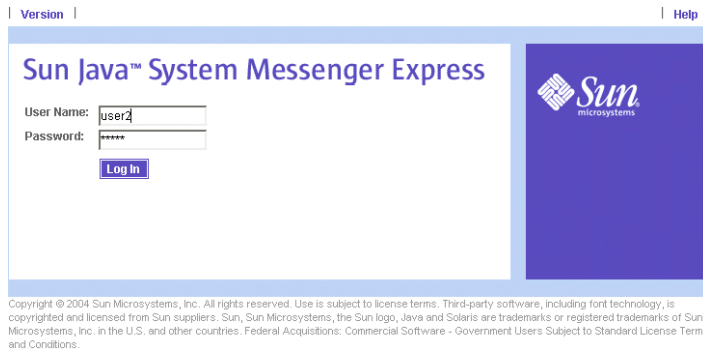 Version Help
Sun Java™ System Messenger Express
Sun
microsystems
User Name: user2
Password: *****
Log In
Copyright © 2004 Sun Microsystems, Inc. All rights reserved. Use is subject to license terms. Third-party software, including font technology, is
copyrighted and licensed from Sun suppliers. Sun, Sun Microsystems, the Sun logo, Java and Solaris are trademarks or registered trademarks of Sun
Microsystems, Inc. in the U.S. and other countries. Federal Acquisitions: Commercial Software - Government Users Subject to Standard License Term
and Conditions.